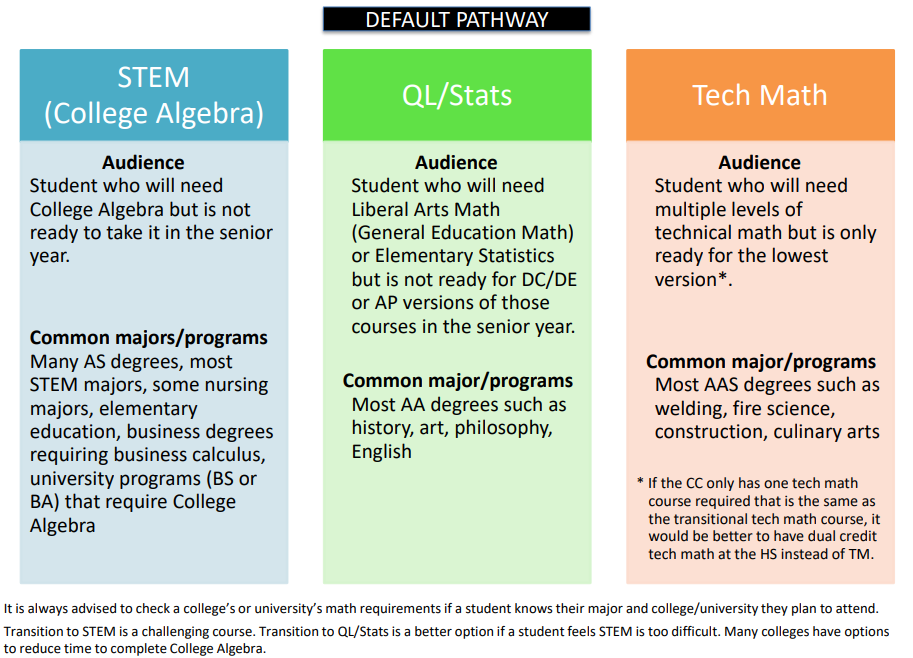 DEFAULT PATHWAY
STEM
(College Algebra)
Audience
Student who will need
College Algebra but is not
ready to take it in the senior
year.
Common majors/programs
Many AS degrees, most
STEM majors, some nursing
majors, elementary
education, business degrees
requiring business calculus,
university programs (BS or
BA) that require College
Algebra
QL/Stats
Audience
Student who will need
Liberal Arts Math
(General Education Math)
or Elementary Statistics
but is not ready for DC/DE
or AP versions of those
courses in the senior year.
Common major/programs
Most AA degrees such as
history, art, philosophy,
English
Tech Math
Audience
Student who will need
multiple levels of
technical math but is only
ready for the lowest
version*.
Common major/programs
Most AAS degrees such as
welding, fire science,
construction, culinary arts
* If the CC only has one tech math
course required that is the same as
the transitional tech math course, it
would be better to have dual credit
tech math at the HS instead of TM.
It is always advised to check a college's or university's math requirements if a student knows their major and college/university they plan to attend.
Transition to STEM is a challenging course. Transition to QL/Stats is a better option if a student feels STEM is too difficult. Many colleges have options
to reduce time to complete College Algebra.